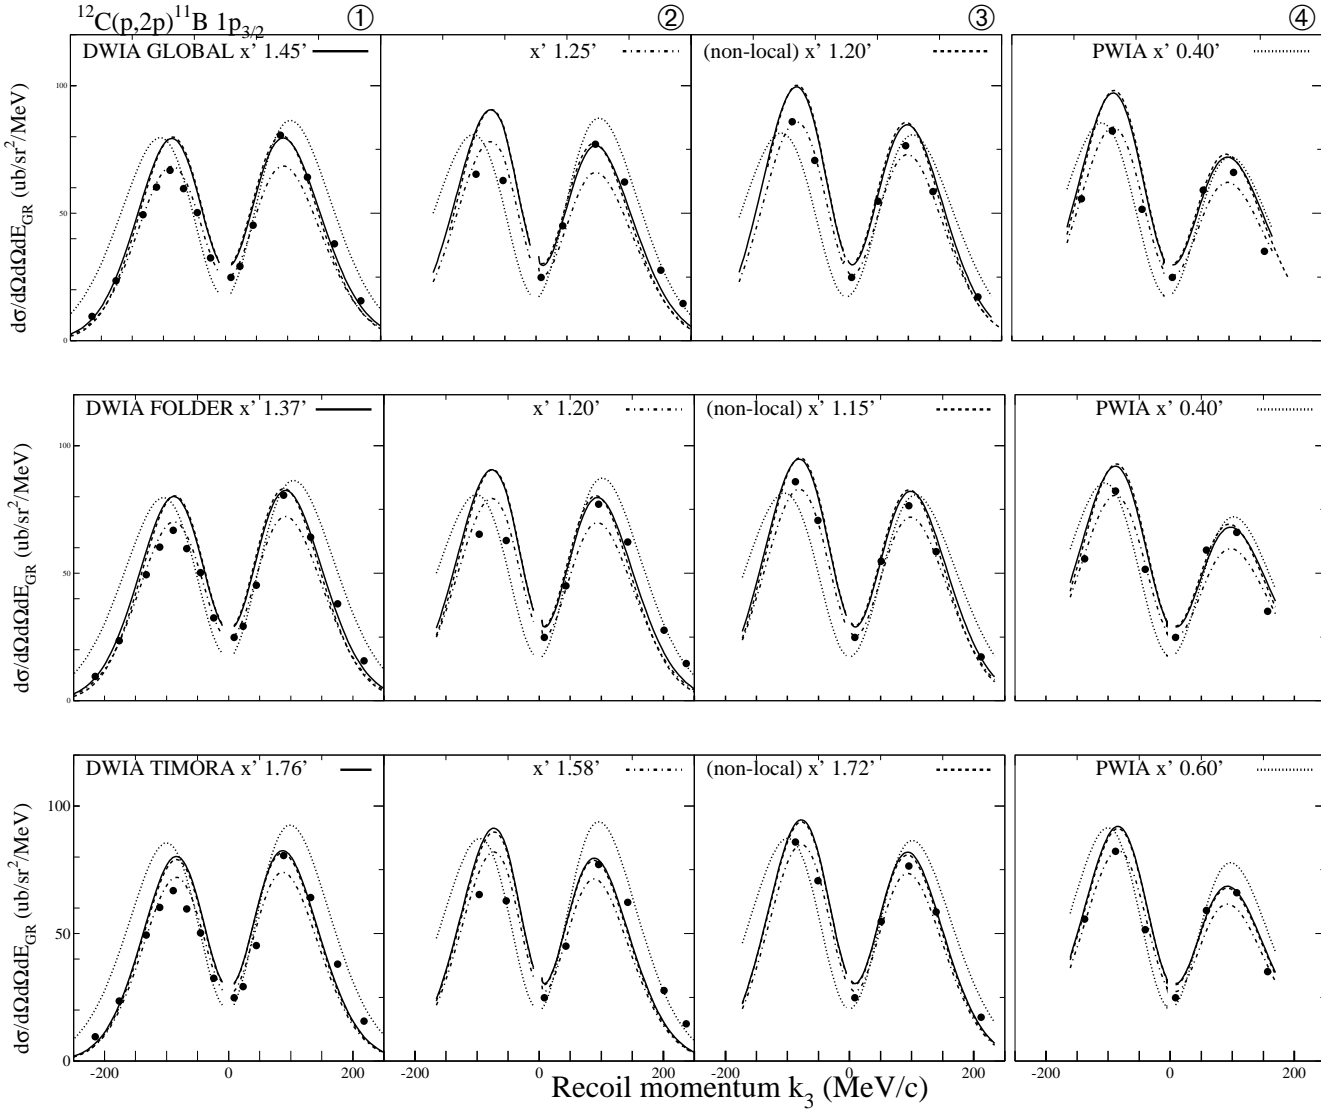 ¹²C(p,2p)¹¹B 1p3/2 ① ② ③ ④
DWIA GLOBAL x' 1.45' x' 1.25' (non-local) x' 1.20' PWIA x' 0.40'
100
50
0
dσ/dΩdΩdE_GR (ub/sr²/MeV)
DWIA FOLDER x' 1.37' x' 1.20' (non-local) x' 1.15' PWIA x' 0.40'
100
50
0
dσ/dΩdΩdE_GR (ub/sr²/MeV)
DWIA TIMORA x' 1.76' x' 1.58' (non-local) x' 1.72' PWIA x' 0.60'
100
50
0
dσ/dΩdΩdE_GR (ub/sr²/MeV)
-200 0 200 -200 0 200 -200 0 200 -200 0 200
Recoil momentum k₃ (MeV/c)